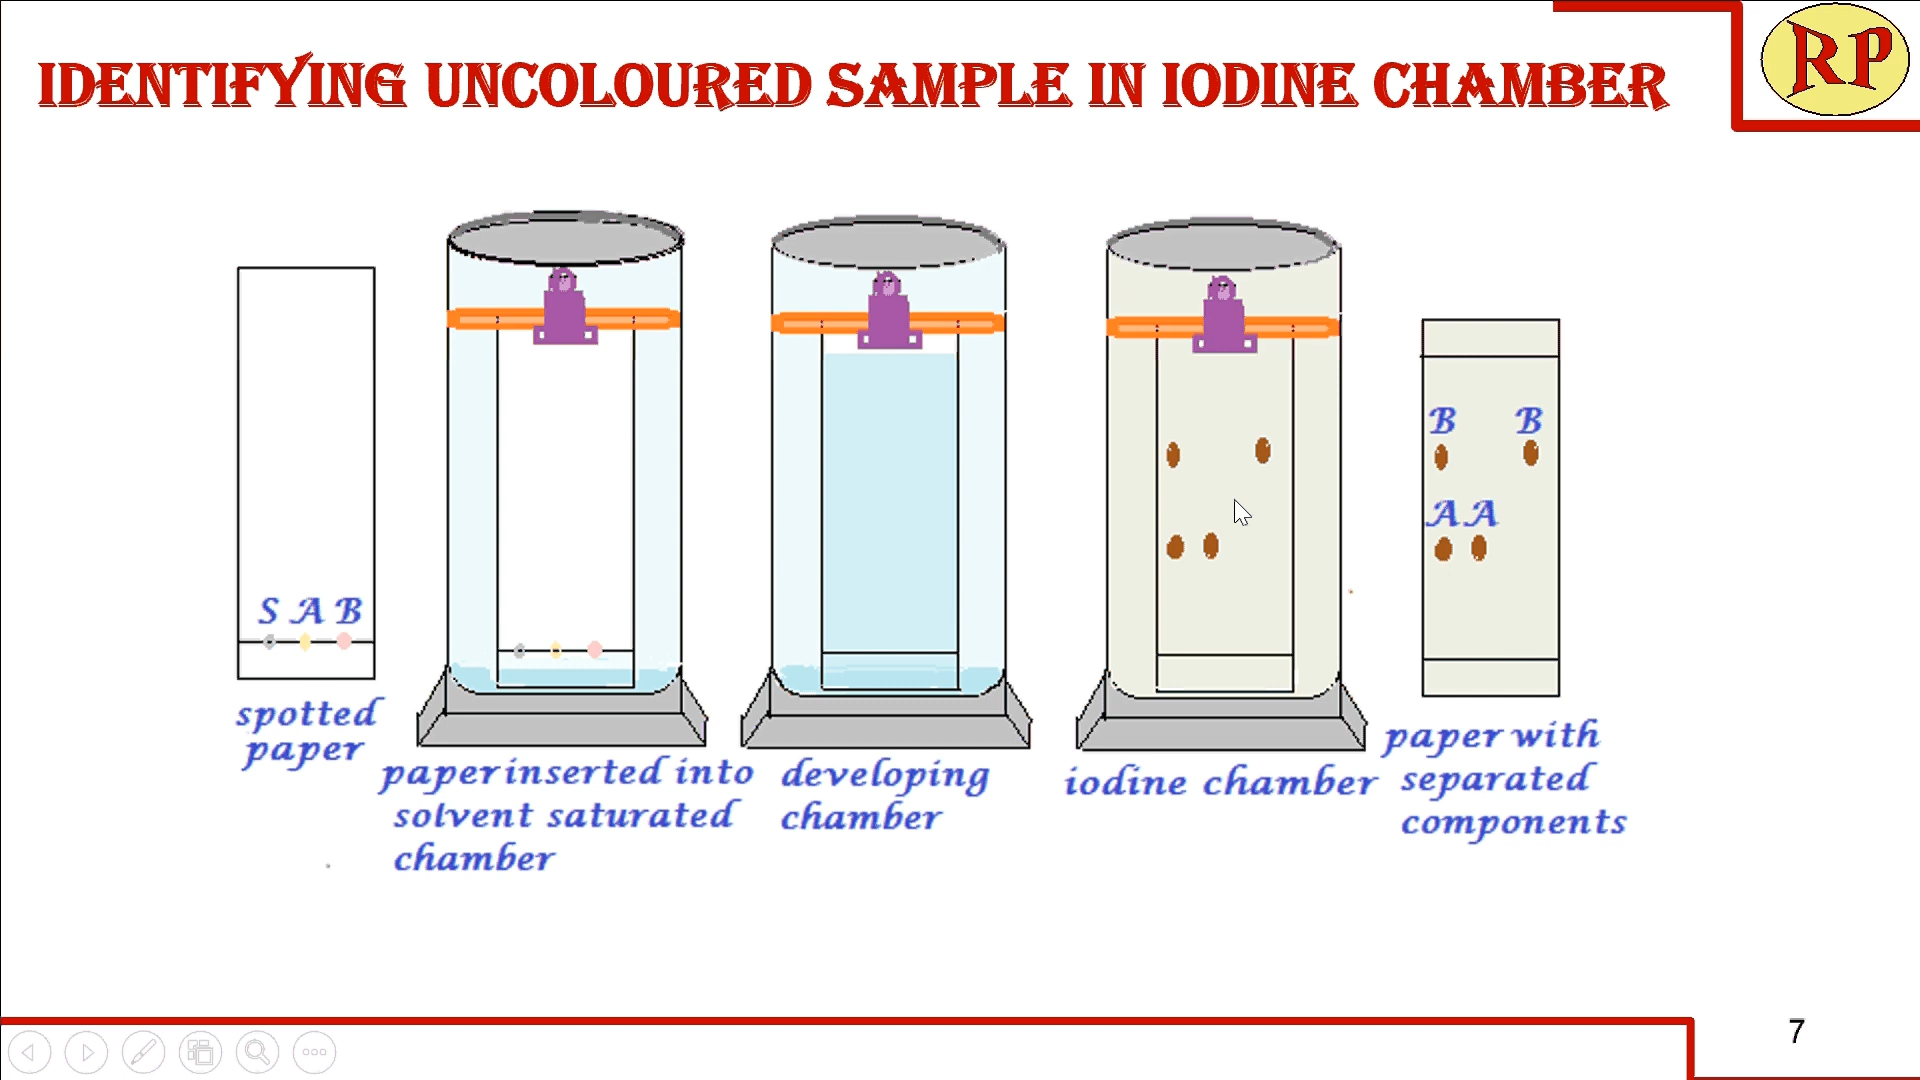 IDENTIFYING UNCOLOURED SAMPLE IN IODINE CHAMBER
RP
S A B
spotted
paper
paper inserted into
solvent saturated
chamber
developing
chamber
iodine chamber
B B
A A
paper with
separated
components
7